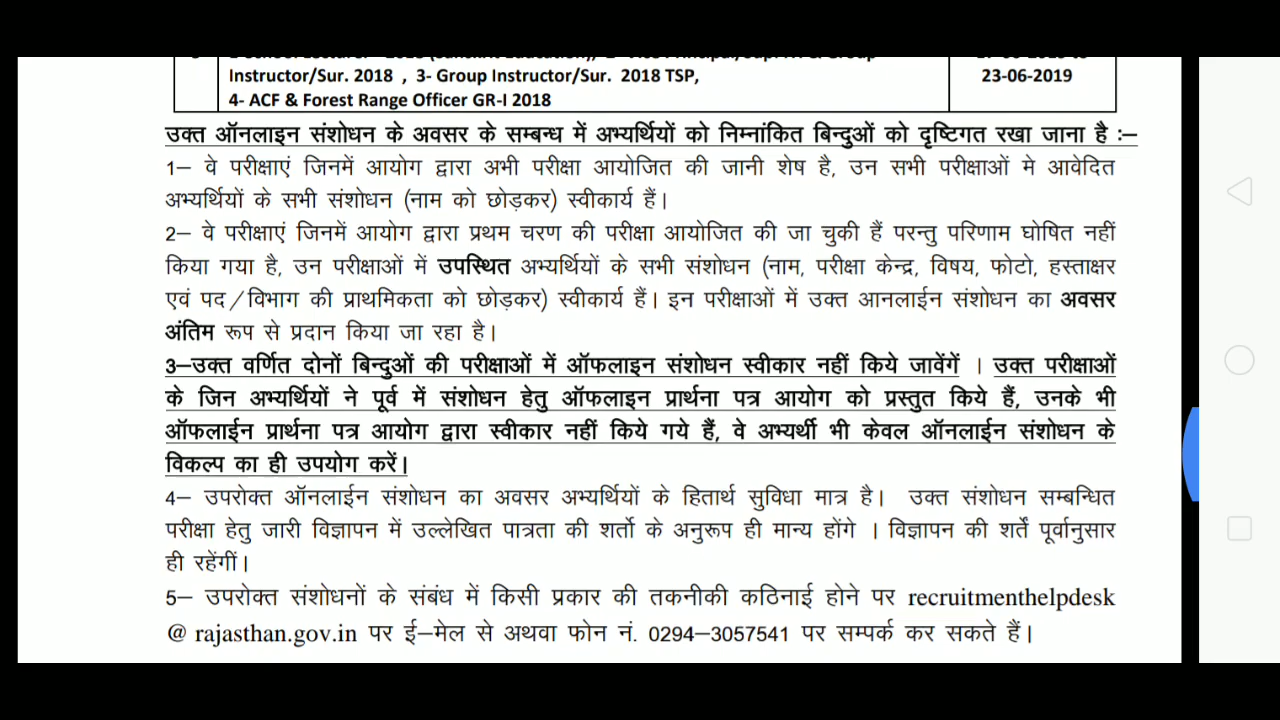 Instructor/Sur. 2018 , 3- Group Instructor/Sur. 2018 TSP,
23-06-2019
4- ACF & Forest Range Officer GR-I 2018
उक्त ऑनलाइन संशोधन के अवसर के सम्बन्ध में अभ्यर्थियों को निम्नांकित बिन्दुओं को दृष्टिगत रखा जाना है :–
1– वे परीक्षाएं जिनमें आयोग द्वारा अभी परीक्षा आयोजित की जानी शेष है, उन सभी परीक्षाओं मे आवेदित
अभ्यर्थियों के सभी संशोधन (नाम को छोड़कर) स्वीकार्य हैं।
2– वे परीक्षाएं जिनमें आयोग द्वारा प्रथम चरण की परीक्षा आयोजित की जा चुकी हैं परन्तु परिणाम घोषित नहीं
किया गया है, उन परीक्षाओं में उपस्थित अभ्यर्थियों के सभी संशोधन (नाम, परीक्षा केन्द्र, विषय, फोटो, हस्ताक्षर
एवं पद/विभाग की प्राथमिकता को छोड़कर) स्वीकार्य हैं। इन परीक्षाओं में उक्त आनलाईन संशोधन का अवसर
अंतिम रूप से प्रदान किया जा रहा है।
3–उक्त वर्णित दोनों बिन्दुओं की परीक्षाओं में ऑफलाइन संशोधन स्वीकार नहीं किये जावेंगें । उक्त परीक्षाओं
के जिन अभ्यर्थियों ने पूर्व में संशोधन हेतु ऑफलाइन प्रार्थना पत्र आयोग को प्रस्तुत किये हैं, उनके भी
ऑफलाईन प्रार्थना पत्र आयोग द्वारा स्वीकार नहीं किये गये हैं, वे अभ्यर्थी भी केवल ऑनलाईन संशोधन के
विकल्प का ही उपयोग करें।
4– उपरोक्त ऑनलाईन संशोधन का अवसर अभ्यर्थियों के हितार्थ सुविधा मात्र है। उक्त संशोधन सम्बन्धित
परीक्षा हेतु जारी विज्ञापन में उल्लेखित पात्रता की शर्तो के अनुरूप ही मान्य होंगे । विज्ञापन की शर्तें पूर्वानुसार
ही रहेंगीं।
5– उपरोक्त संशोधनों के संबंध में किसी प्रकार की तकनीकी कठिनाई होने पर recruitmenthelpdesk
@ rajasthan.gov.in पर ई–मेल से अथवा फोन नं. 0294–3057541 पर सम्पर्क कर सकते हैं।